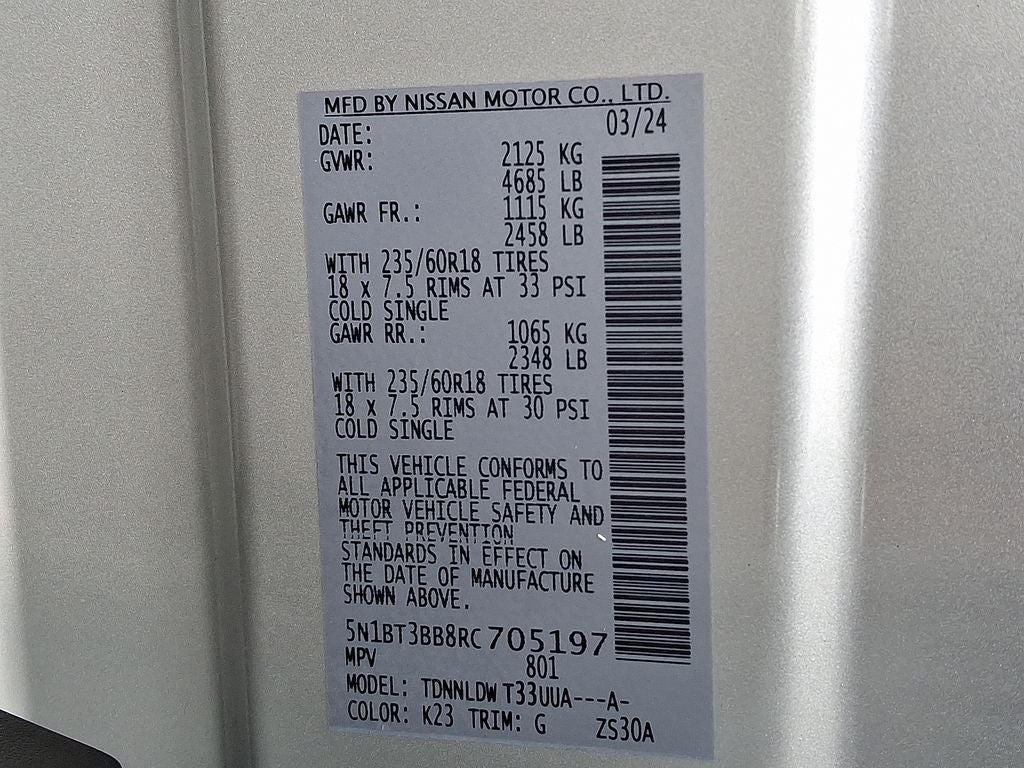 MFD BY NISSAN MOTOR CO., LTD.
DATE: 03/24
GVWR: 2125 KG
4685 LB
GAWR FR.: 1115 KG
2458 LB
WITH 235/60R18 TIRES
18 x 7.5 RIMS AT 33 PSI
COLD SINGLE
GAWR RR.: 1065 KG
2348 LB
WITH 235/60R18 TIRES
18 x 7.5 RIMS AT 30 PSI
COLD SINGLE
THIS VEHICLE CONFORMS TO
ALL APPLICABLE FEDERAL
MOTOR VEHICLE SAFETY AND
THEFT PREVENTION
STANDARDS IN EFFECT ON
THE DATE OF MANUFACTURE
SHOWN ABOVE.
5N1BT3BB8RC705197
MPV 801
MODEL: TDNNLDW T33UUA---A-
COLOR: K23 TRIM: G ZS30A